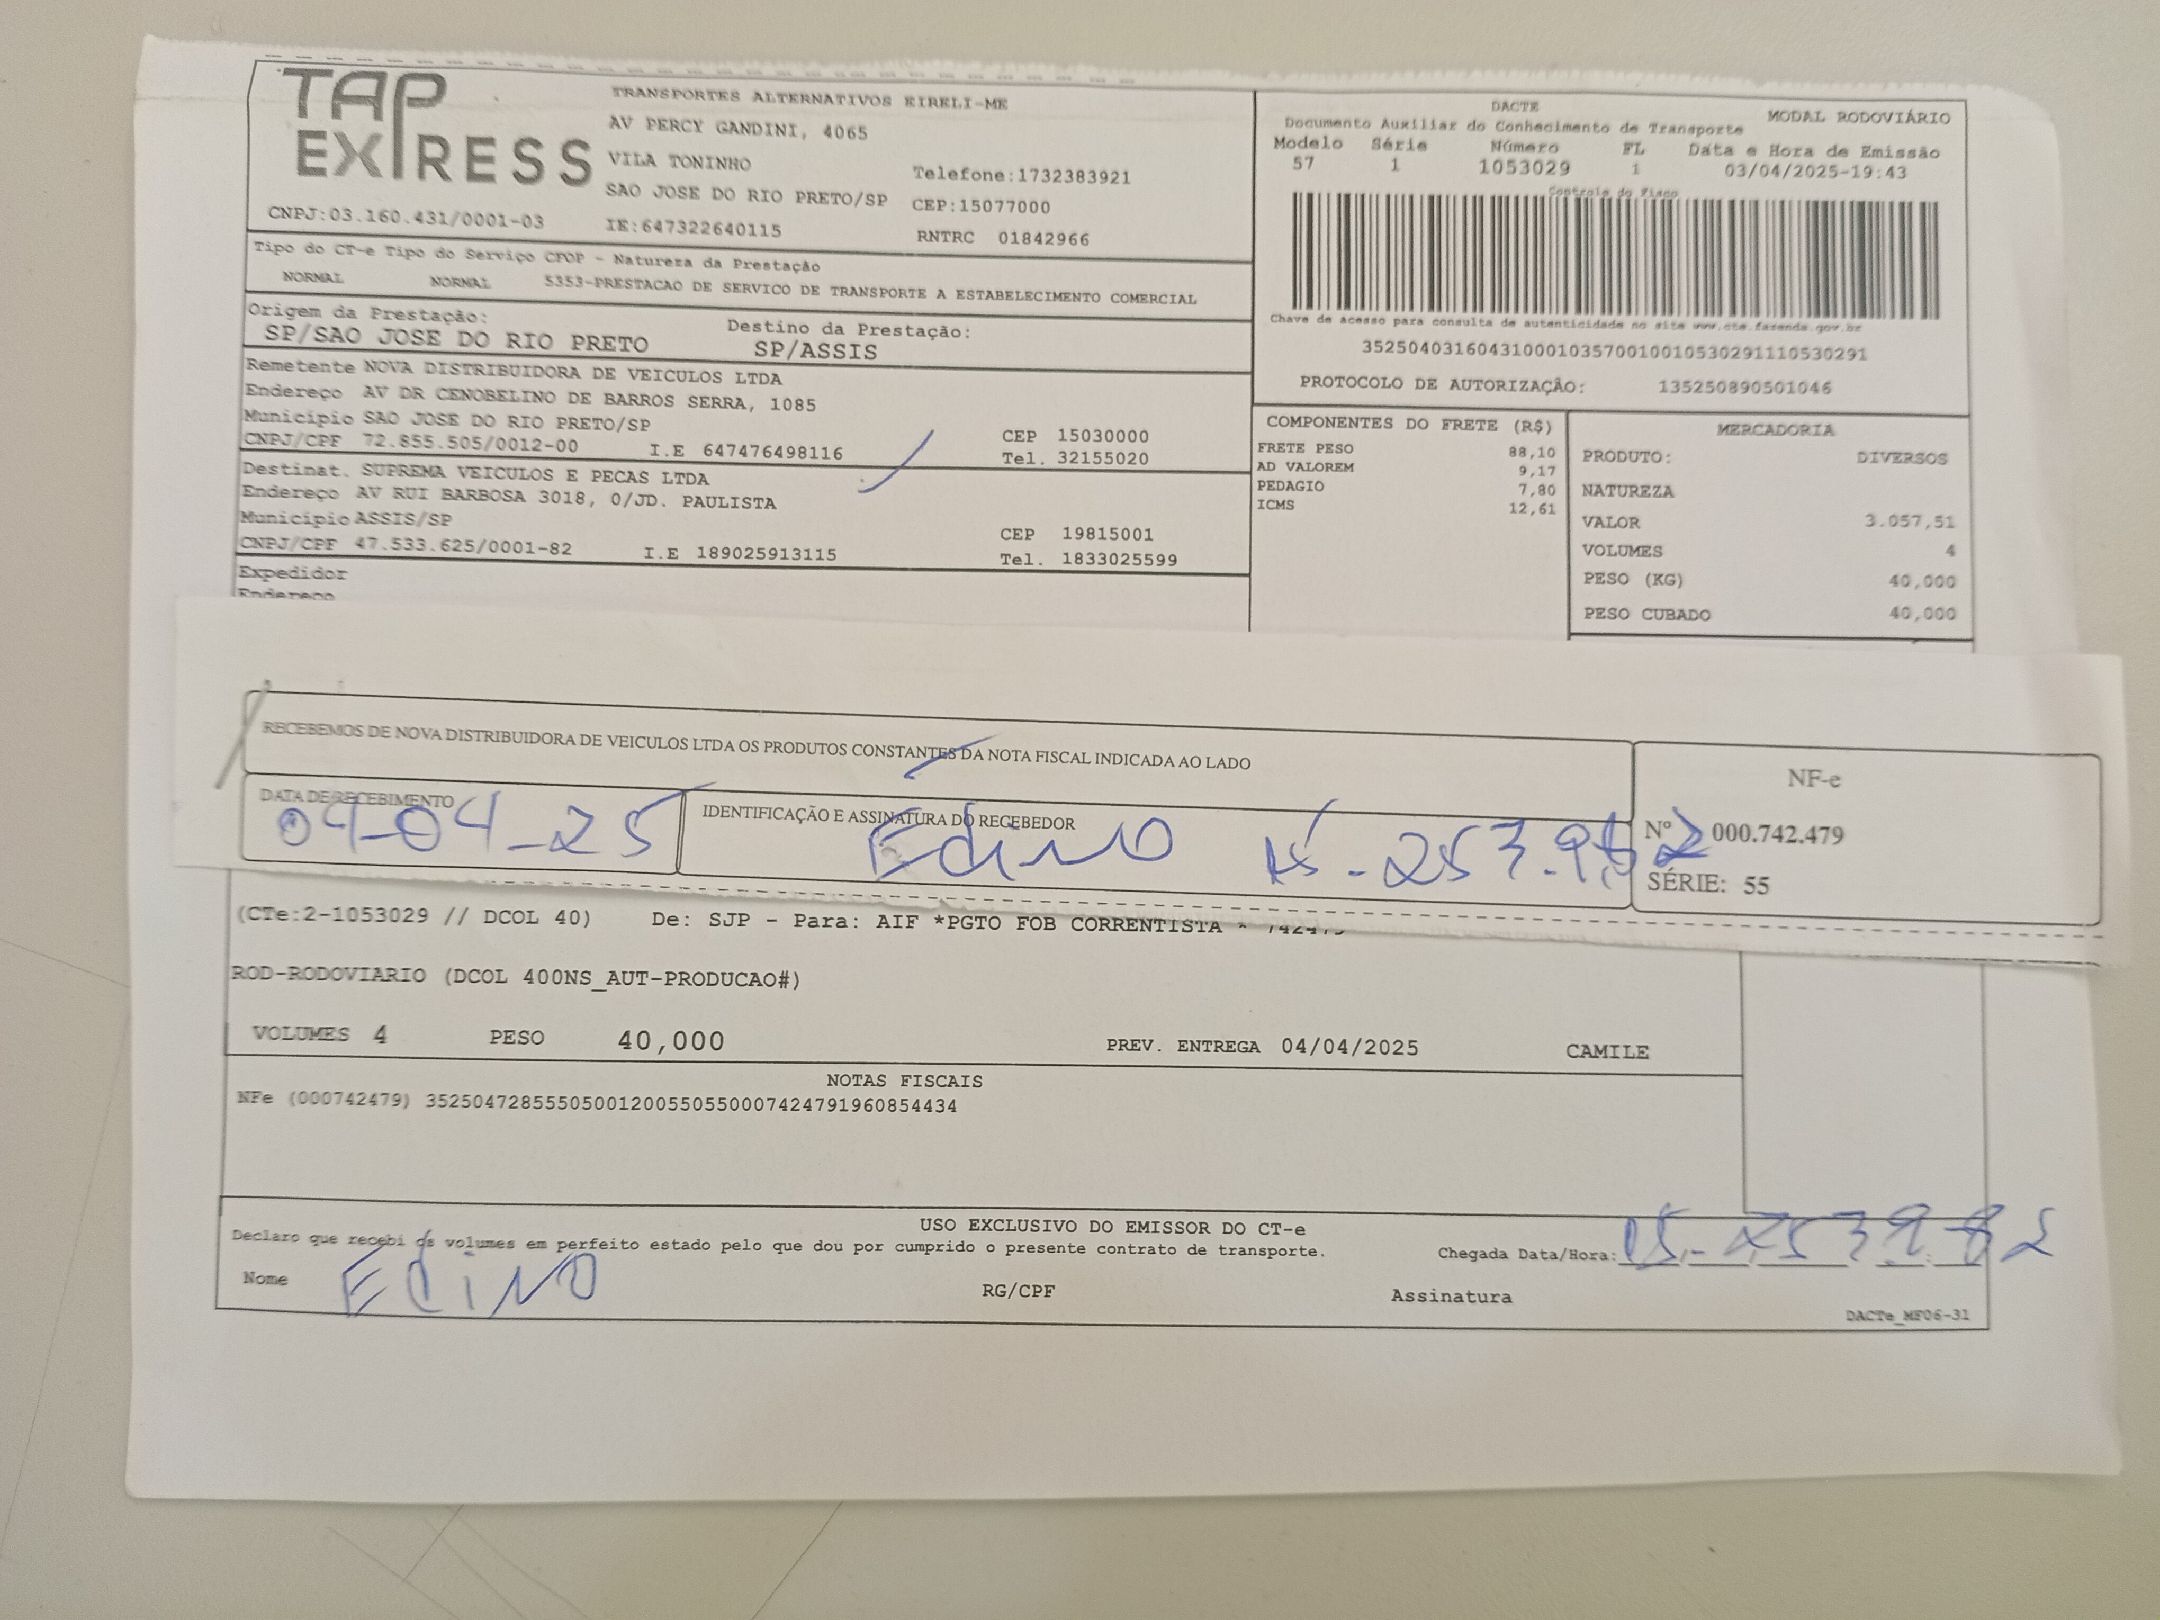 TAP
EXPRESS
TRANSPORTES ALTERNATIVOS EIRELI-ME
AV PERCY GANDINI, 4065
VILA TONINHO
Telefone:1732383921
SAO JOSE DO RIO PRETO/SP CEP:15077000
CNPJ:03.160.431/0001-03 IE:647322640115 RNTRC 01842966
DACTE MODAL RODOVIÁRIO
Documento Auxiliar do Conhecimento de Transporte
Modelo Série Número FL Data e Hora de Emissão
57 1 1053029 1 03/04/2025-19:43
Controle do Fisco
Chave de acesso para consulta de autenticidade no site www.cte.fazenda.gov.br
35250403160431000103570010010530291110530291
PROTOCOLO DE AUTORIZAÇÃO: 135250890501046
Tipo do CT-e Tipo do Serviço CFOP - Natureza da Prestação
NORMAL NORMAL 5353-PRESTACAO DE SERVICO DE TRANSPORTE A ESTABELECIMENTO COMERCIAL
Origem da Prestação: Destino da Prestação:
SP/SAO JOSE DO RIO PRETO SP/ASSIS
Remetente NOVA DISTRIBUIDORA DE VEICULOS LTDA
Endereço AV DR CENOBELINO DE BARROS SERRA, 1085
Município SAO JOSE DO RIO PRETO/SP CEP 15030000
CNPJ/CPF 72.855.505/0012-00 I.E 647476498116 Tel. 32155020
Destinat. SUPREMA VEICULOS E PECAS LTDA
Endereço AV RUI BARBOSA 3018, 0/JD. PAULISTA
Município ASSIS/SP CEP 19815001
CNPJ/CPF 47.533.625/0001-82 I.E 189025913115 Tel. 1833025599
Expedidor
Endereço
COMPONENTES DO FRETE (R$)
FRETE PESO 88,10
AD VALOREM 9,17
PEDAGIO 7,80
ICMS 12,61
MERCADORIA
PRODUTO: DIVERSOS
NATUREZA
VALOR 3.057,51
VOLUMES 4
PESO (KG) 40,000
PESO CUBADO 40,000
RECEBEMOS DE NOVA DISTRIBUIDORA DE VEICULOS LTDA OS PRODUTOS CONSTANTES DA NOTA FISCAL INDICADA AO LADO
DATA DE RECEBIMENTO
04-04-25
IDENTIFICAÇÃO E ASSINATURA DO RECEBEDOR
Edino 15-253.982
NF-e
Nº 000.742.479
SÉRIE: 55
(CTe:2-1053029 // DCOL 40) De: SJP - Para: AIF *PGTO FOB CORRENTISTA * 742479
ROD-RODOVIARIO (DCOL 400NS_AUT-PRODUCAO#)
VOLUMES 4 PESO 40,000 PREV. ENTREGA 04/04/2025 CAMILE
NOTAS FISCAIS
NFe (000742479) 35250472855505001200550550007424791960854434
USO EXCLUSIVO DO EMISSOR DO CT-e
Declaro que recebi os volumes em perfeito estado pelo que dou por cumprido o presente contrato de transporte. Chegada Data/Hora: 15-253982
Nome Edino RG/CPF Assinatura
DACTe_MF06-31